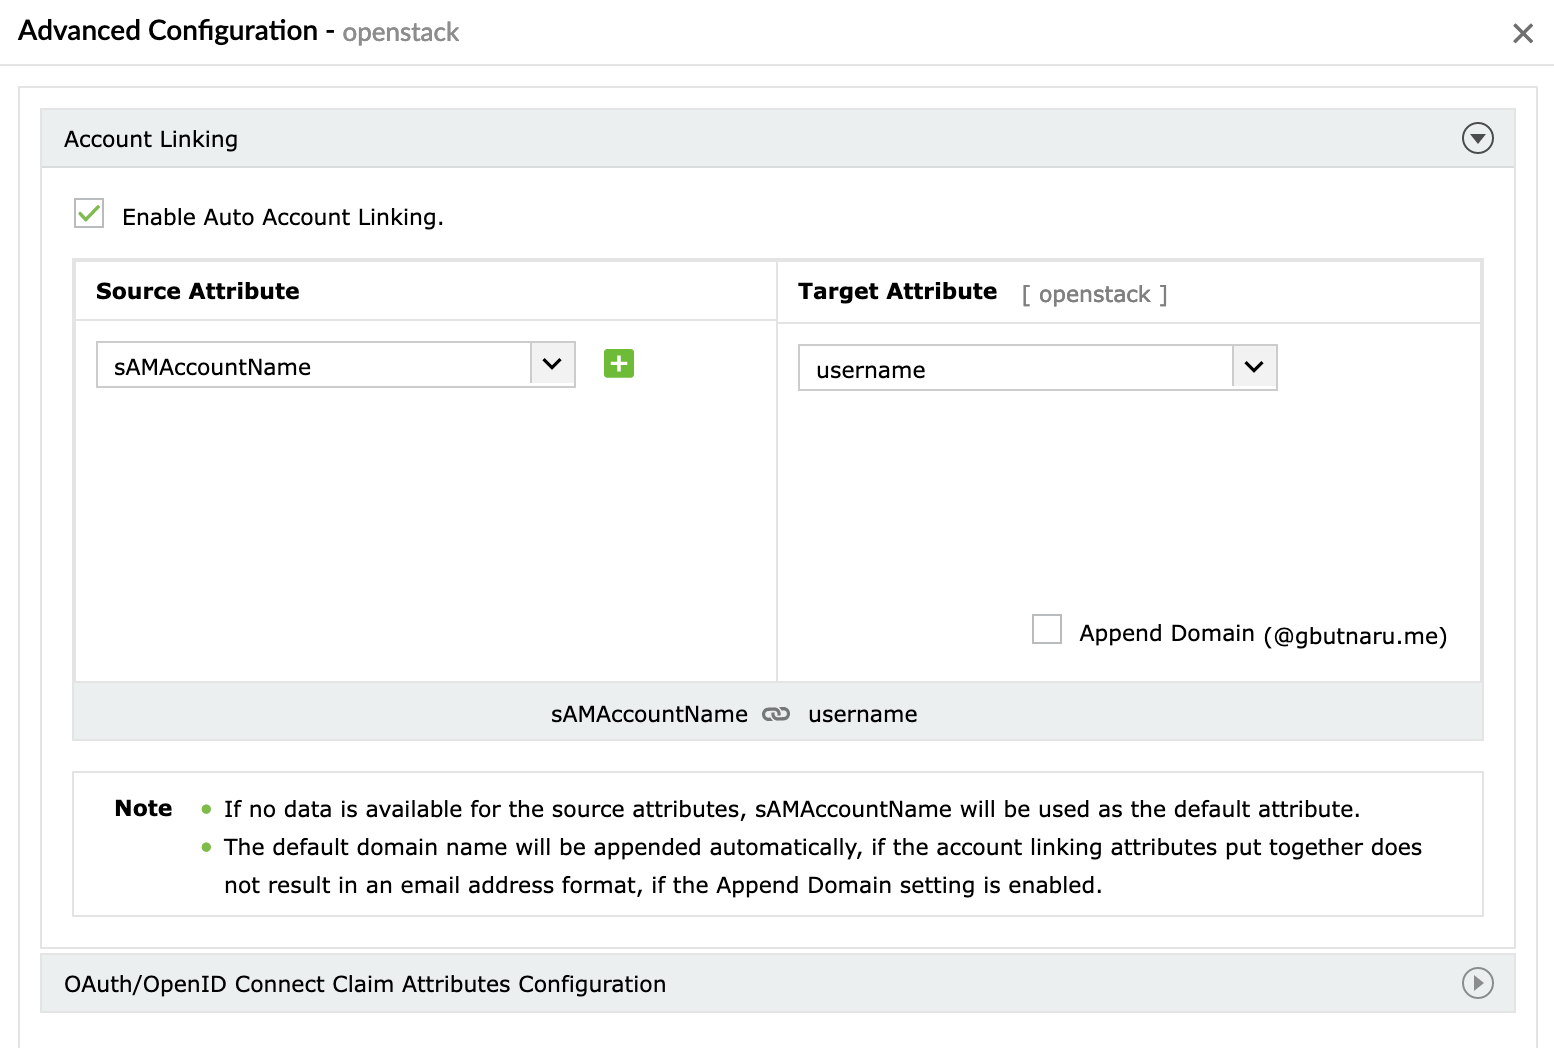 Advanced Configuration - openstack
Account Linking
Enable Auto Account Linking.
Source Attribute
Target Attribute [ openstack ]
sAMAccountName
username
Append Domain (@gbutnaru.me)
sAMAccountName username
Note
If no data is available for the source attributes, sAMAccountName will be used as the default attribute.
The default domain name will be appended automatically, if the account linking attributes put together does
not result in an email address format, if the Append Domain setting is enabled.
OAuth/OpenID Connect Claim Attributes Configuration